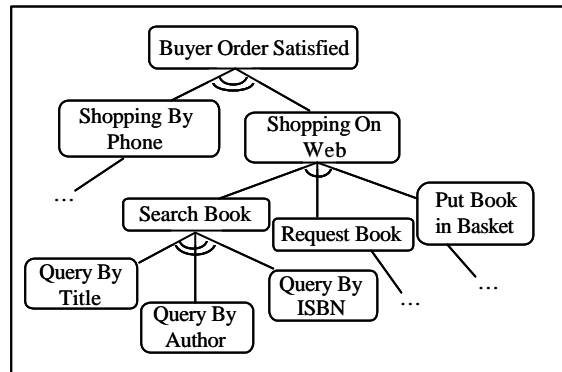 Buyer Order Satisfied
Shopping By
Phone
Shopping On
Web
...
Search Book
Request Book
Put Book
in Basket
Query By
Title
Query By
Author
Query By
ISBN
...
...